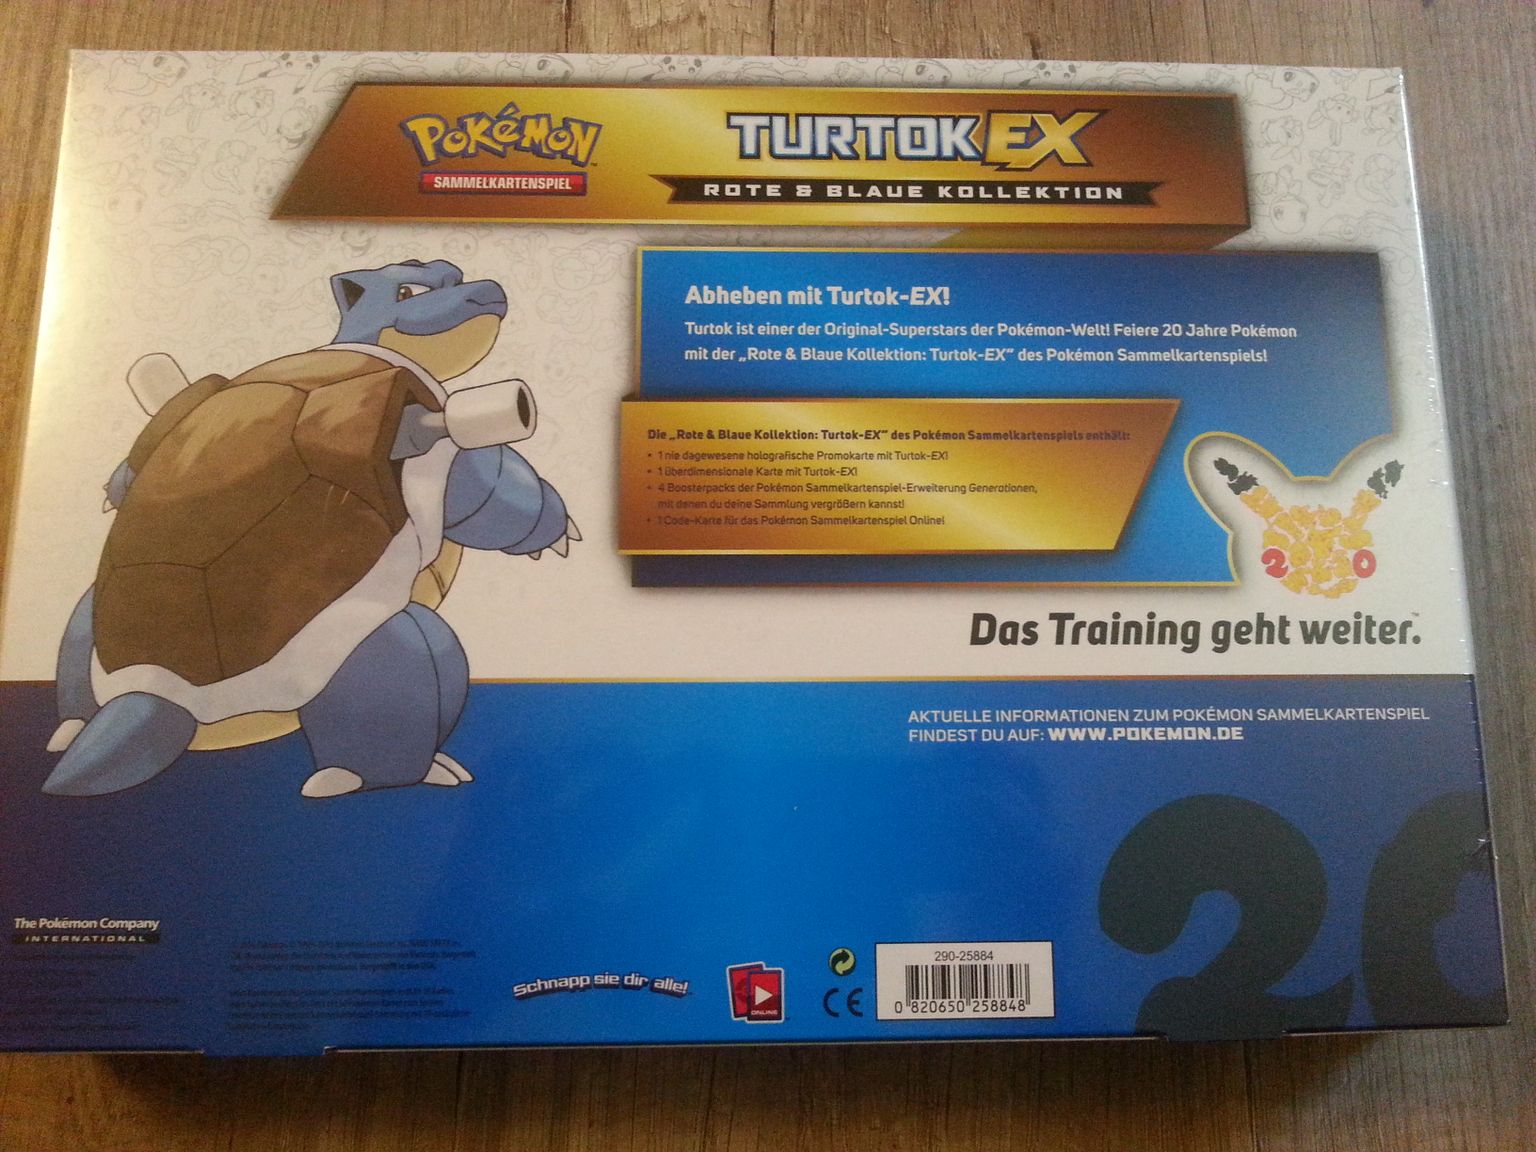 POKéMON
SAMMELKARTENSPIEL
TURTOK EX
ROTE & BLAUE KOLLEKTION
Abheben mit Turtok-EX!
Turtok ist einer der Original-Superstars der Pokémon-Welt! Feiere 20 Jahre Pokémon
mit der „Rote & Blaue Kollektion: Turtok-EX“ des Pokémon Sammelkartenspiels!
Die „Rote & Blaue Kollektion: Turtok-EX“ des Pokémon Sammelkartenspiels enthält:
• 1 nie dagewesene holografische Promokarte mit Turtok-EX!
• 1 überdimensionale Karte mit Turtok-EX!
• 4 Boosterpacks der Pokémon Sammelkartenspiel-Erweiterung Generationen,
mit denen du deine Sammlung vergrößern kannst!
• 1 Code-Karte für das Pokémon Sammelkartenspiel Online!
20
Das Training geht weiter.™
AKTUELLE INFORMATIONEN ZUM POKÉMON SAMMELKARTENSPIEL
FINDEST DU AUF: WWW.POKEMON.DE
20
The Pokémon Company
INTERNATIONAL
Schnapp sie dir alle!™
ONLINE
CE
290-25884
0 820650 258848